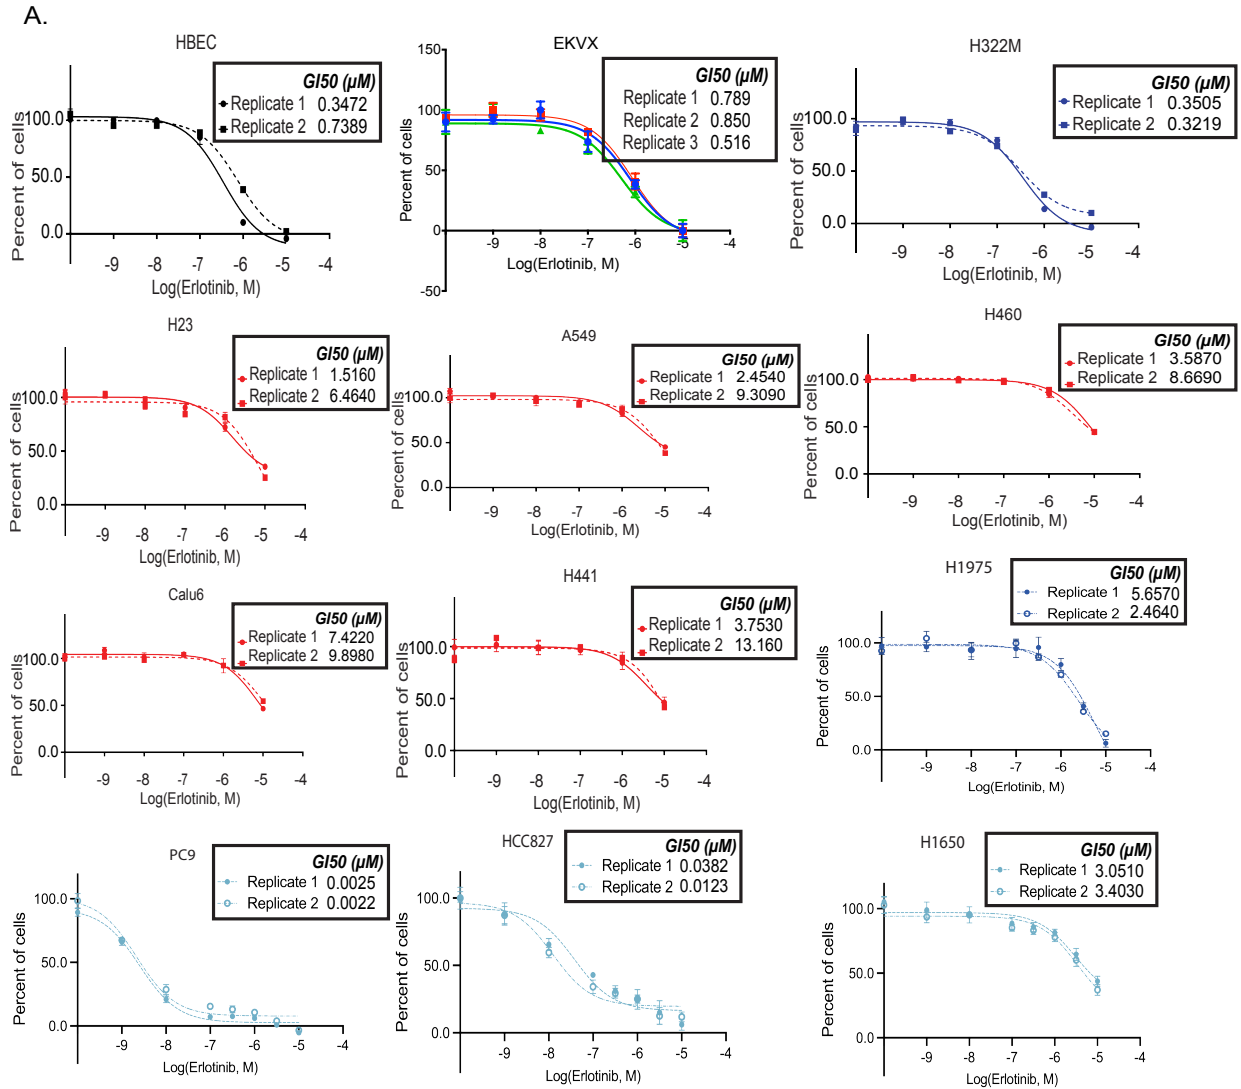 A.
HBEC
GI50 (µM)
Replicate 1 0.3472
Replicate 2 0.7389
100.0
50.0
0.0
Percent of cells
-9 -8 -7 -6 -5 -4
Log(Erlotinib, M)
EKVX
GI50 (µM)
Replicate 1 0.789
Replicate 2 0.850
Replicate 3 0.516
150
100
50
0
-50
Percent of cells
-9 -8 -7 -6 -5 -4
Log(Erlotinib, M)
H322M
GI50 (µM)
Replicate 1 0.3505
Replicate 2 0.3219
100.0
50.0
0.0
Percent of cells
-9 -8 -7 -6 -5 -4
Log(Erlotinib, M)
H23
GI50 (µM)
Replicate 1 1.5160
Replicate 2 6.4640
100.0
50.0
0.0
Percent of cells
-9 -8 -7 -6 -5 -4
Log(Erlotinib, M)
A549
GI50 (µM)
Replicate 1 2.4540
Replicate 2 9.3090
100.0
50.0
0.0
Percent of cells
-9 -8 -7 -6 -5 -4
Log(Erlotinib, M)
H460
GI50 (µM)
Replicate 1 3.5870
Replicate 2 8.6690
100.0
50.0
0.0
Percent of cells
-9 -8 -7 -6 -5 -4
Log(Erlotinib, M)
Calu6
GI50 (µM)
Replicate 1 7.4220
Replicate 2 9.8980
100.0
50.0
0.0
Percent of cells
-9 -8 -7 -6 -5 -4
Log(Erlotinib, M)
H441
GI50 (µM)
Replicate 1 3.7530
Replicate 2 13.160
100.0
50.0
0.0
Percent of cells
-9 -8 -7 -6 -5 -4
Log(Erlotinib, M)
H1975
GI50 (µM)
Replicate 1 5.6570
Replicate 2 2.4640
100.0
50.0
0.0
Percent of cells
-9 -8 -7 -6 -5 -4
Log(Erlotinib, M)
PC9
GI50 (µM)
Replicate 1 0.0025
Replicate 2 0.0022
100.0
50.0
0.0
Percent of cells
-9 -8 -7 -6 -5 -4
Log(Erlotinib, M)
HCC827
GI50 (µM)
Replicate 1 0.0382
Replicate 2 0.0123
100.0
50.0
0.0
Percent of cells
-9 -8 -7 -6 -5 -4
Log(Erlotinib, M)
H1650
GI50 (µM)
Replicate 1 3.0510
Replicate 2 3.4030
100.0
50.0
0.0
Percent of cells
-9 -8 -7 -6 -5 -4
Log(Erlotinib, M)